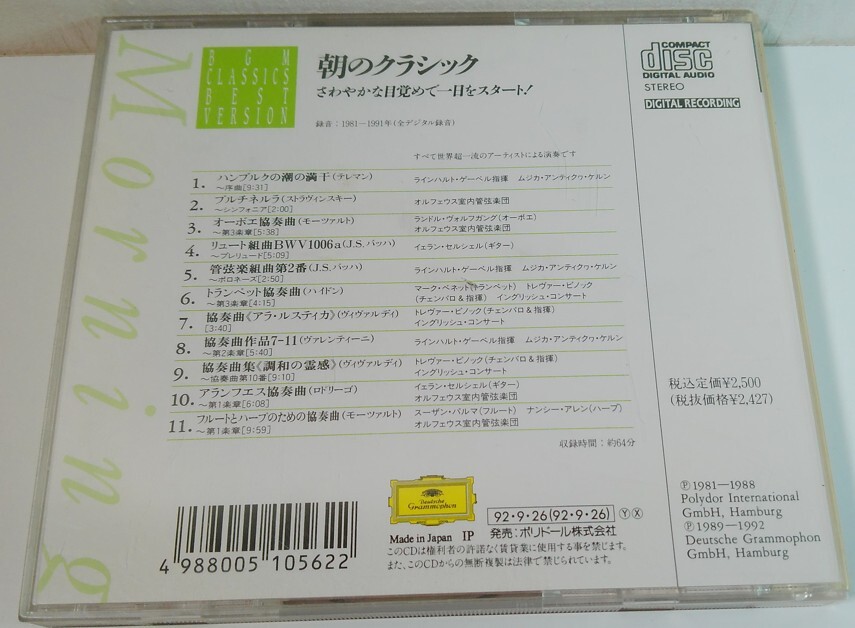 Morning
BGM
CLASSICS
BEST
VERSION
朝のクラシック
さわやかな目覚めで一日をスタート!
録音:1981—1991年(全デジタル録音)
COMPACT
disc
DIGITAL AUDIO
STEREO
DIGITAL RECORDING
すべて世界超一流のアーティストによる演奏です
1. ハンブルクの潮の満干(テレマン)
〜序曲[9:31]
ラインハルト・ゲーベル指揮 ムジカ・アンティクヮ・ケルン
2. プルチネルラ(ストラヴィンスキー)
〜シンフォニア[2:00]
オルフェウス室内管弦楽団
3. オーボエ協奏曲(モーツァルト)
〜第3楽章[5:38]
ランドル・ヴォルフガング(オーボエ)
オルフェウス室内管弦楽団
4. リュート組曲BWV1006a(J.S.バッハ)
〜プレリュード[5:09]
イェラン・セルシェル(ギター)
5. 管弦楽組曲第2番(J.S.バッハ)
〜ポロネーズ[2:50]
ラインハルト・ゲーベル指揮 ムジカ・アンティクヮ・ケルン
6. トランペット協奏曲(ハイドン)
〜第3楽章[4:15]
マーク・ベネット(トランペット) トレヴァー・ピノック
(チェンバロ&指揮) イングリッシュ・コンサート
7. 協奏曲《アラ・ルスティカ》(ヴィヴァルディ)
[3:40]
トレヴァー・ピノック(チェンバロ&指揮)
イングリッシュ・コンサート
8. 協奏曲作品7-11(ヴァレンティーニ)
〜第2楽章[5:40]
ラインハルト・ゲーベル指揮 ムジカ・アンティクヮ・ケルン
9. 協奏曲集《調和の霊感》(ヴィヴァルディ)
〜協奏曲第10番[9:10]
トレヴァー・ピノック(チェンバロ&指揮)
イングリッシュ・コンサート
10. アランフエス協奏曲(ロドリーゴ)
〜第1楽章[6:08]
イェラン・セルシェル(ギター)
オルフェウス室内管弦楽団
11. フルートとハープのための協奏曲(モーツァルト)
〜第1楽章[9:59]
スーザン・パルマ(フルート) ナンシー・アレン(ハープ)
オルフェウス室内管弦楽団
収録時間:約64分
税込定価¥2,500
(税抜価格¥2,427)
4 988005 105622
Deutsche
Grammophon
Made in Japan IP
92・9・26(92・9・26) Ⓨ Ⓧ
発売:ポリドール株式会社
このCDは権利者の許諾なく賃貸業に使用する事を禁じます。
また、このCDからの無断複製は法律で禁じられています。
Ⓟ1981—1988
Polydor International
GmbH, Hamburg
Ⓟ1989—1992
Deutsche Grammophon
GmbH, Hamburg